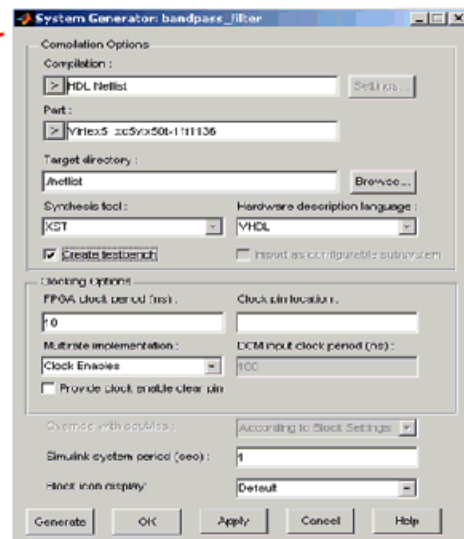 System Generator: bandpass_filter
Compilation Options
Compilation :
> HDL Netlist
Settings...
Part :
> Virtex5 xc5vsx50t-1ff1136
Target directory :
./netlist
Browse...
Synthesis tool :
Hardware description language :
XST
VHDL
Create testbench
Import as configurable subsystem
Clocking Options
FPGA clock period (ns) :
Clock pin location :
10
Multirate implementation :
DCM input clock period (ns) :
Clock Enables
100
Provide clock enable clear pin
Override with doubles :
According to Block Settings
Simulink system period (sec) :
1
Block icon display:
Default
Generate
OK
Apply
Cancel
Help